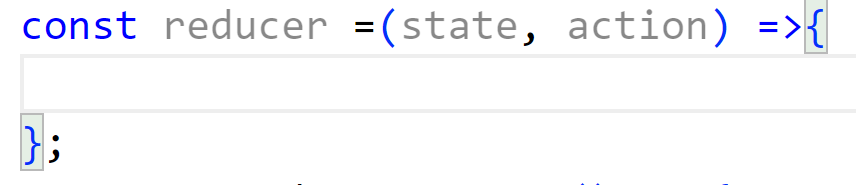 const reducer =(state, action) =>{
};